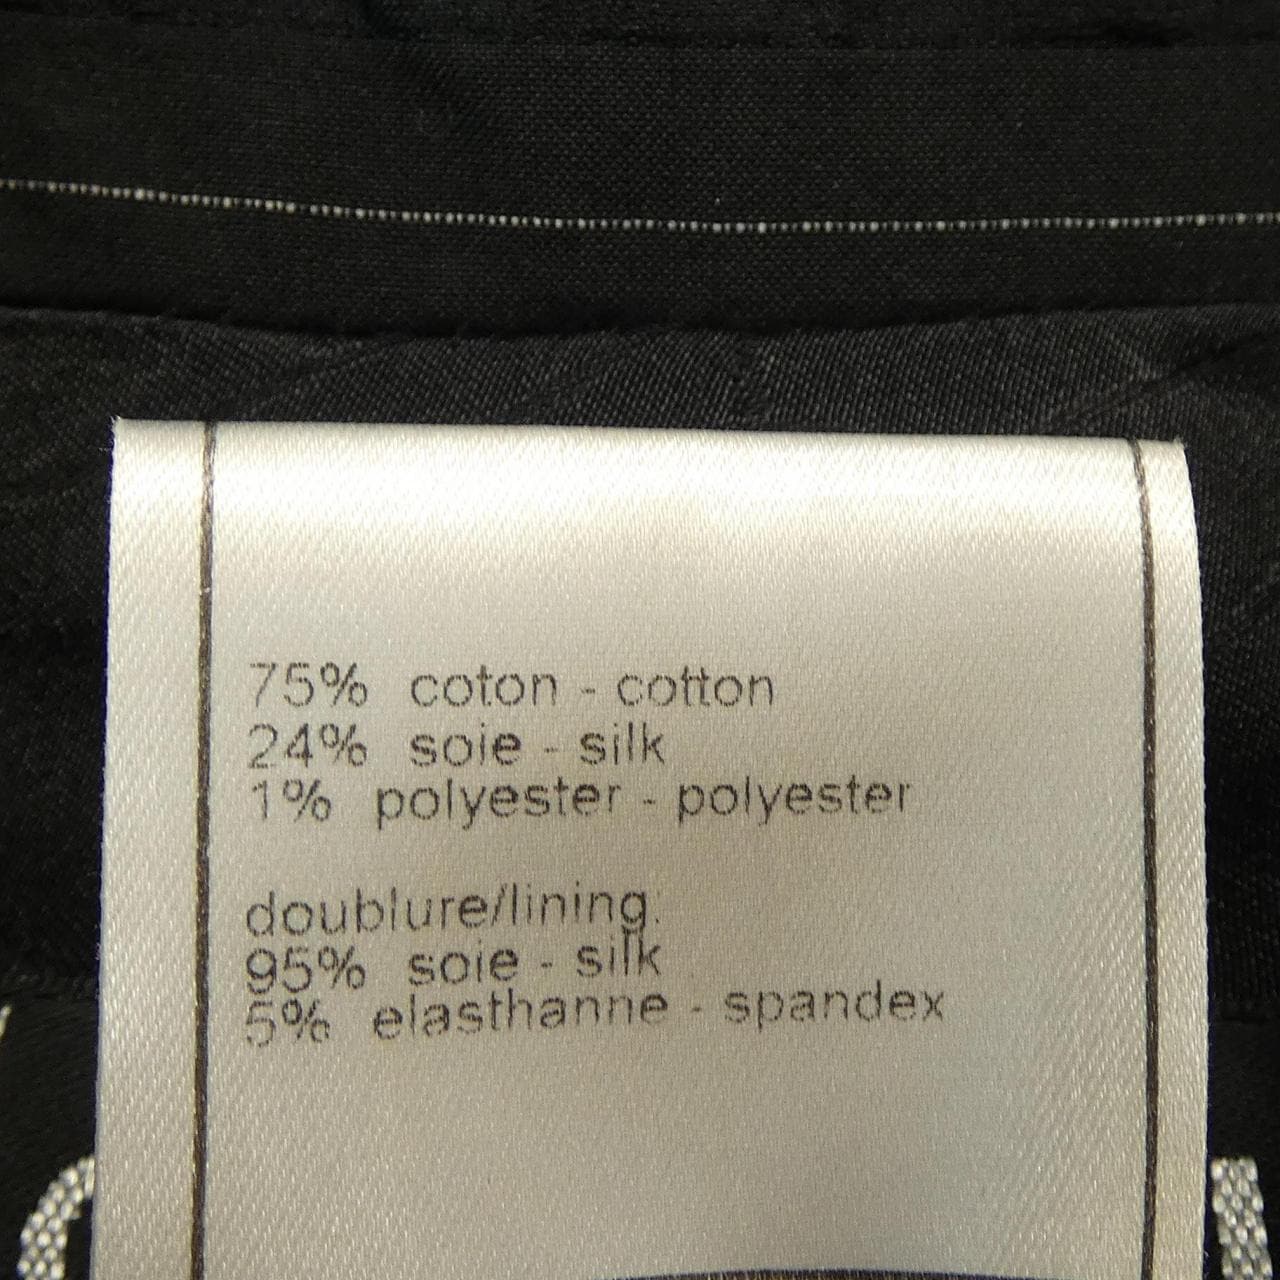 75% coton - cotton
24% soie - silk
1% polyester - polyester
doublure/lining:
95% soie - silk
5% elasthanne - spandex